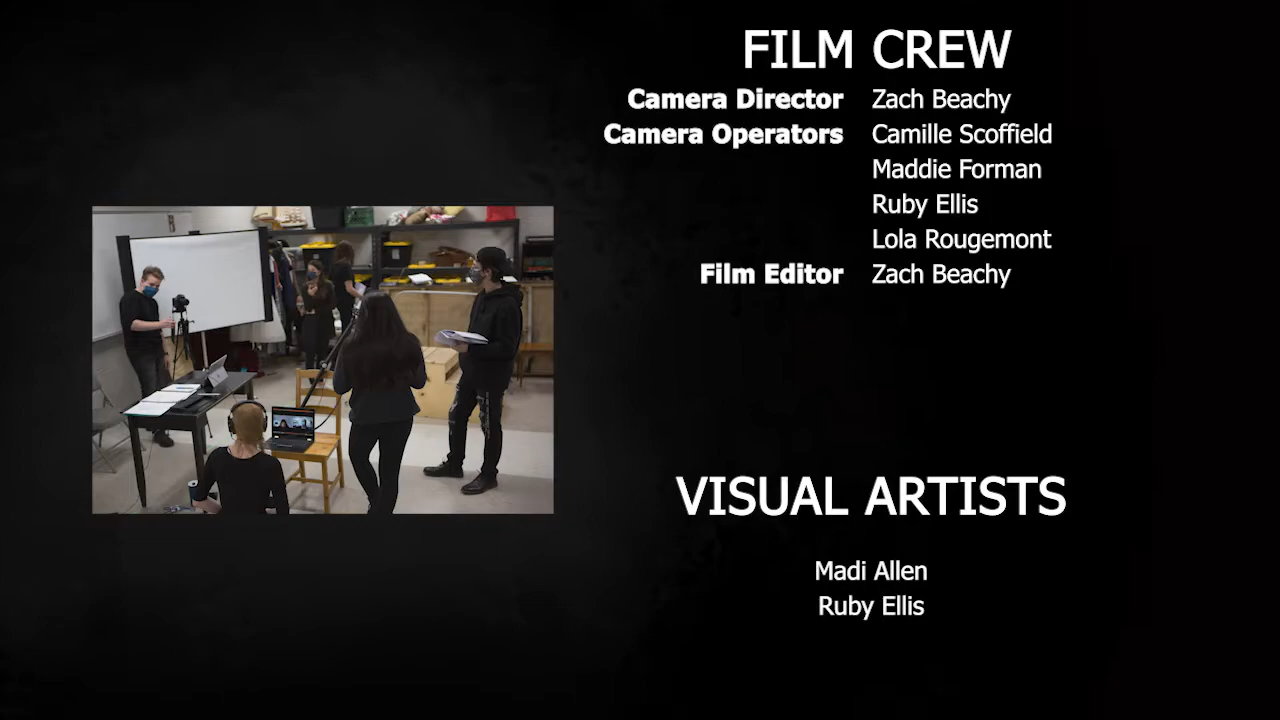 FILM CREW
Camera Director Zach Beachy
Camera Operators Camille Scoffield
Maddie Forman
Ruby Ellis
Lola Rougemont
Film Editor Zach Beachy
VISUAL ARTISTS
Madi Allen
Ruby Ellis